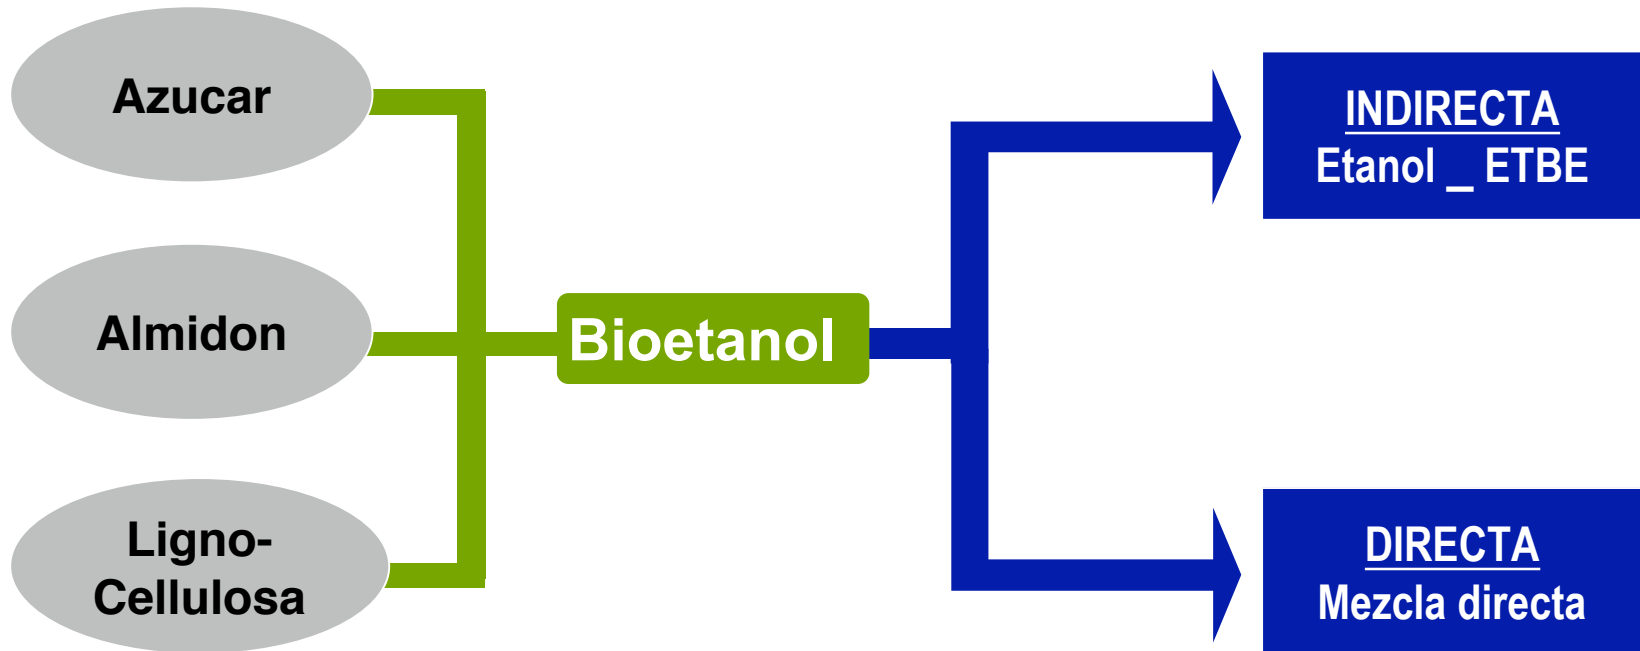 Azucar
Almidon
Ligno-
Cellulosa
Bioetanol
INDIRECTA
Etanol _ ETBE
DIRECTA
Mezcla directa